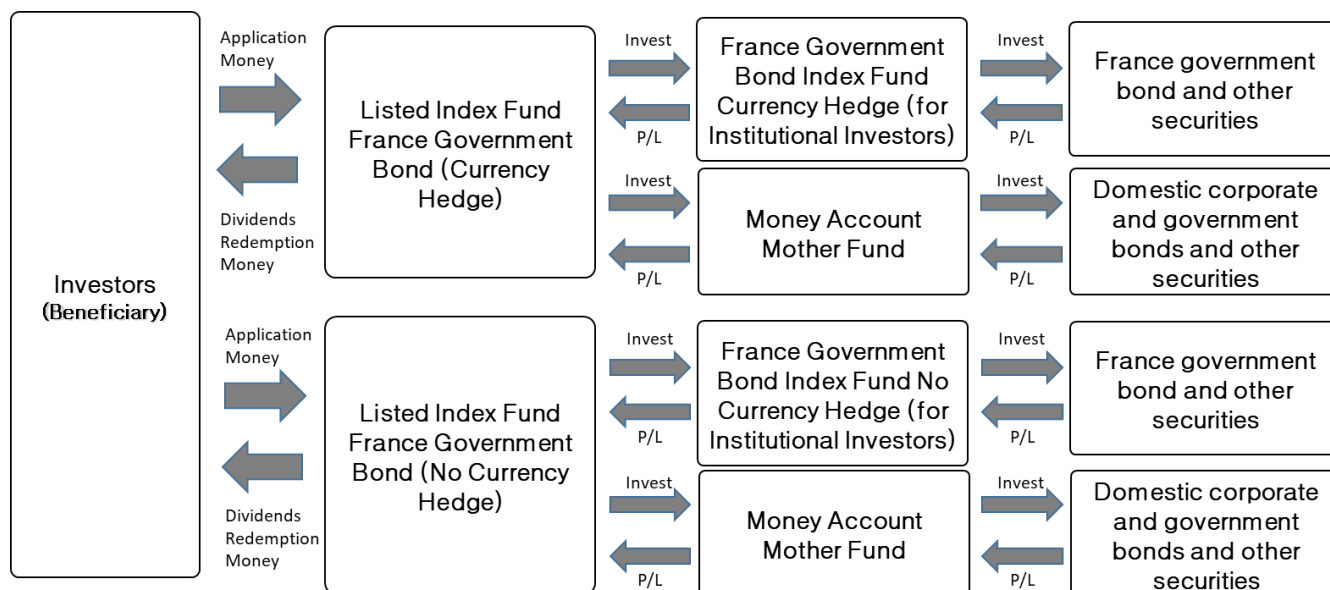 Investors
(Beneficiary)
Application
Money
Dividends
Redemption
Money
Listed Index Fund
France Government
Bond (Currency
Hedge)
Invest
P/L
France Government
Bond Index Fund
Currency Hedge (for
Institutional Investors)
Invest
P/L
France government
bond and other
securities
Invest
P/L
Money Account
Mother Fund
Invest
P/L
Domestic corporate
and government
bonds and other
securities
Application
Money
Dividends
Redemption
Money
Listed Index Fund
France Government
Bond (No Currency
Hedge)
Invest
P/L
France Government
Bond Index Fund No
Currency Hedge (for
Institutional Investors)
Invest
P/L
France government
bond and other
securities
Invest
P/L
Money Account
Mother Fund
Invest
P/L
Domestic corporate
and government
bonds and other
securities